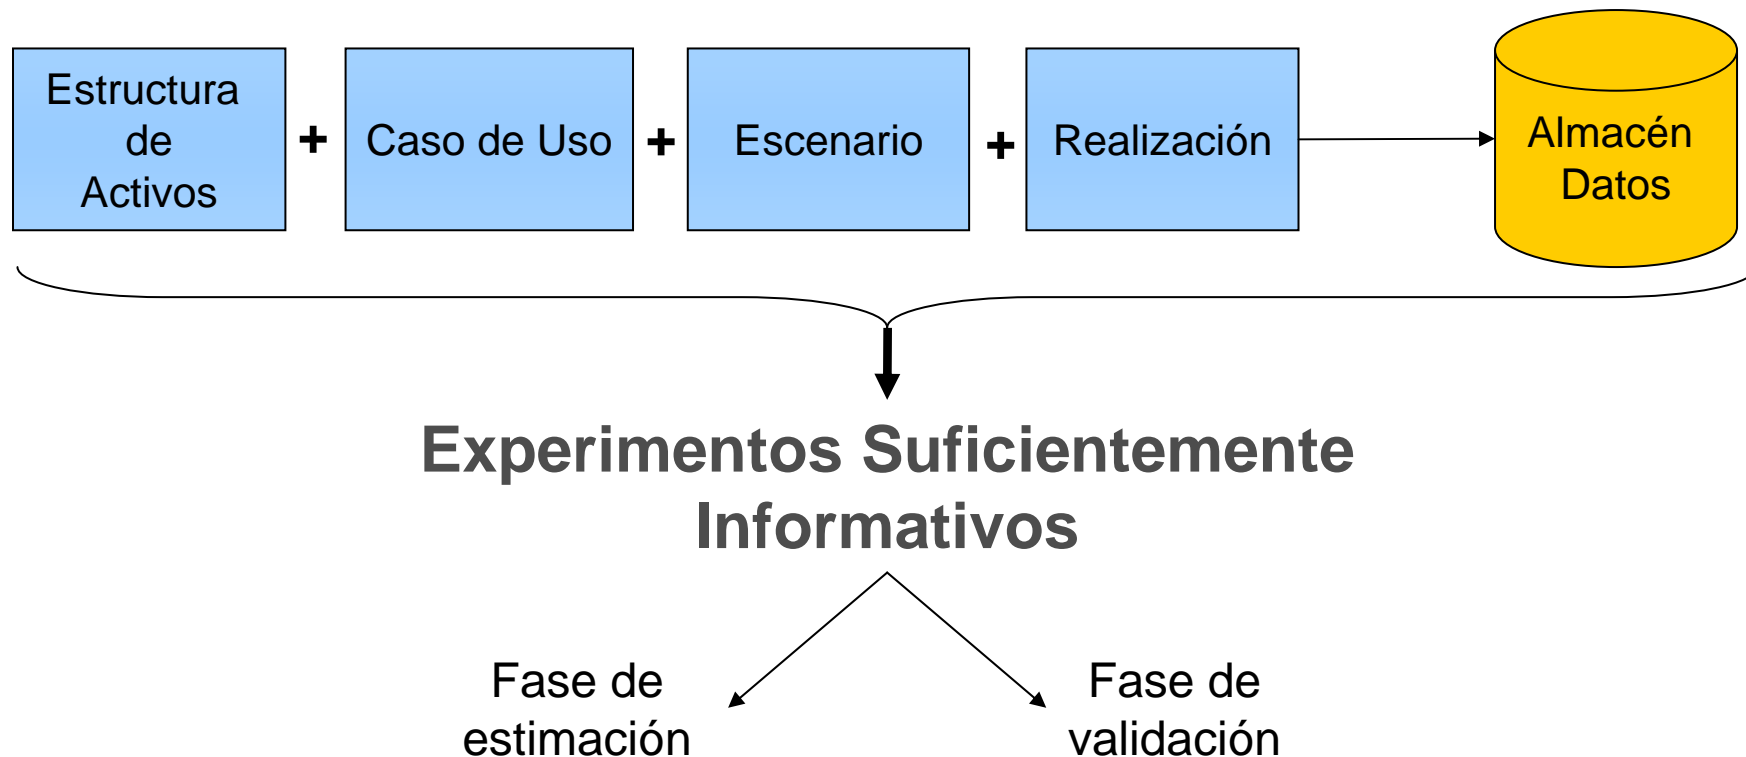 Estructura
de
Activos
+
Caso de Uso
+
Escenario
+
Realización
Almacén
Datos
Experimentos Suficientemente
Informativos
Fase de
estimación
Fase de
validación